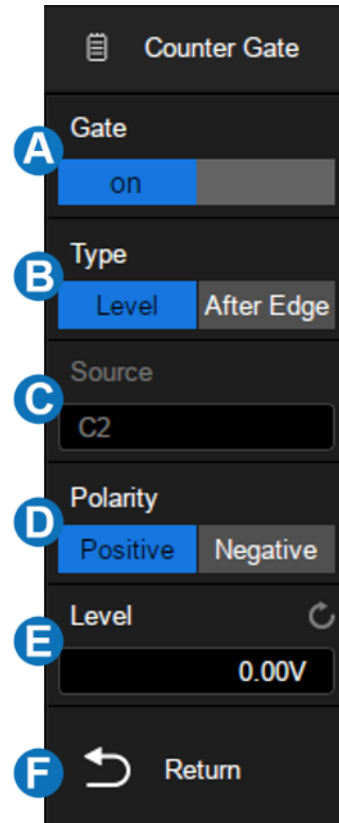 Counter Gate
A
Gate
on
B
Type
Level After Edge
C
Source
C2
D
Polarity
Positive Negative
E
Level
0.00V
F
Return